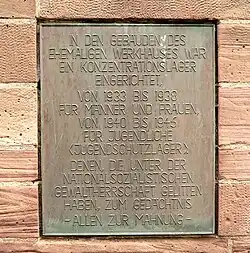 IN DEN GEBÄUDEN DES
EHEMALIGEN WERKHAUSES WAR
EIN KONZENTRATIONSLAGER
EINGERICHTET,
VON 1933 BIS 1938
FÜR MÄNNER UND FRAUEN,
VON 1940 BIS 1945
FÜR JUGENDLICHE
(JUGENDSCHUTZLAGER).
DENEN, DIE UNTER DER
NATIONALSOZIALISTISCHEN
GEWALTHERRSCHAFT GELITTEN
HABEN, ZUM GEDÄCHTNIS
- ALLEN ZUR MAHNUNG -